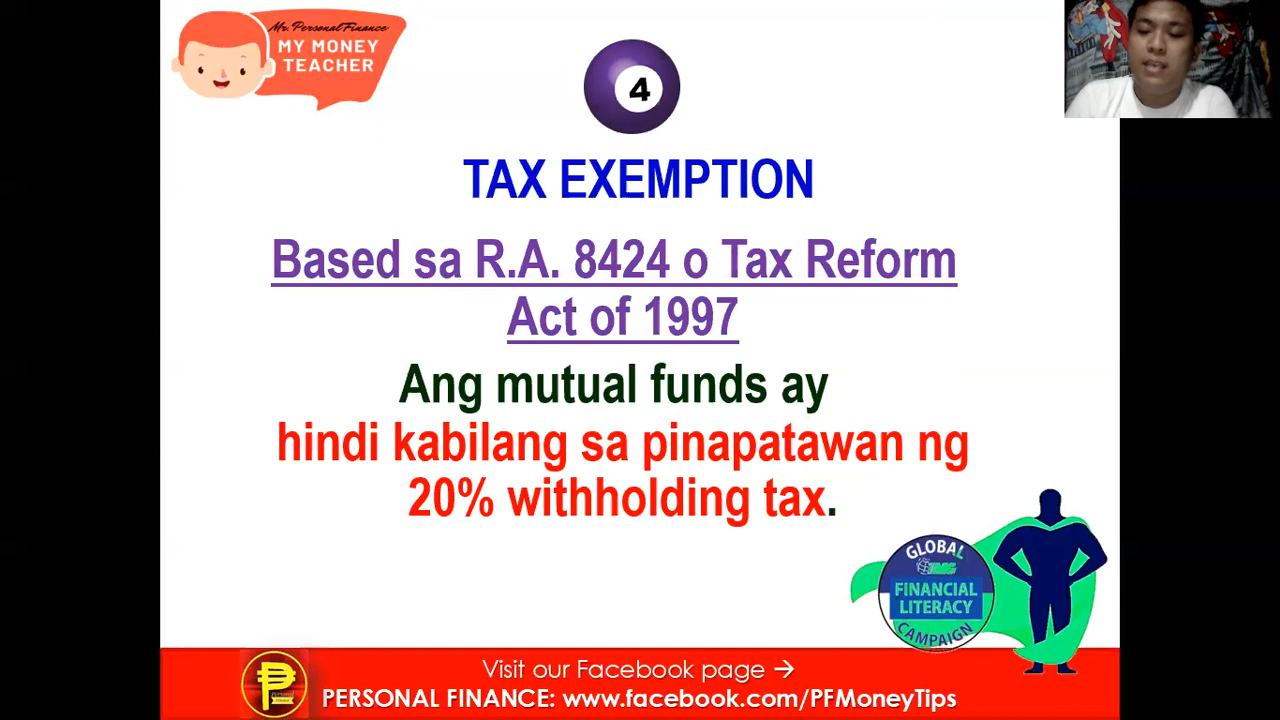 Mr. Personal Finance
MY MONEY
TEACHER
4
TAX EXEMPTION
Based sa R.A. 8424 o Tax Reform
Act of 1997
Ang mutual funds ay
hindi kabilang sa pinapatawan ng
20% withholding tax.
GLOBAL
IMG
FINANCIAL
LITERACY
CAMPAIGN
Visit our Facebook page →
PERSONAL FINANCE: www.facebook.com/PFMoneyTips